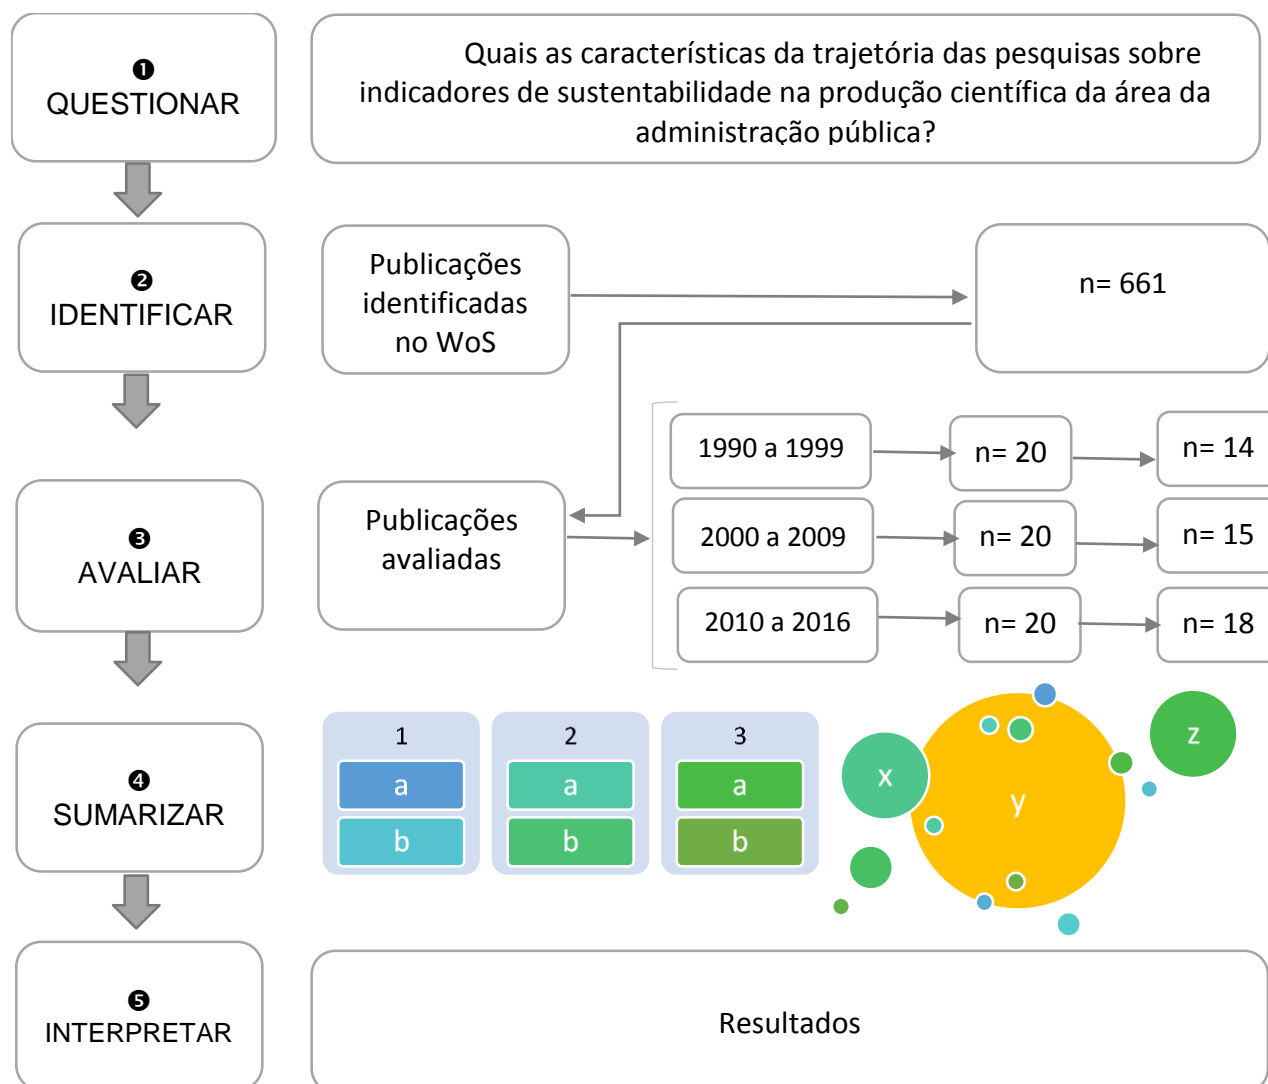 ❶
QUESTIONAR
Quais as características da trajetória das pesquisas sobre
indicadores de sustentabilidade na produção científica da área da
administração pública?
❷
IDENTIFICAR
Publicações
identificadas
no WoS
n= 661
❸
AVALIAR
Publicações
avaliadas
1990 a 1999
n= 20
n= 14
2000 a 2009
n= 20
n= 15
2010 a 2016
n= 20
n= 18
❹
SUMARIZAR
1
a
b
2
a
b
3
a
b
x
y
z
❺
INTERPRETAR
Resultados